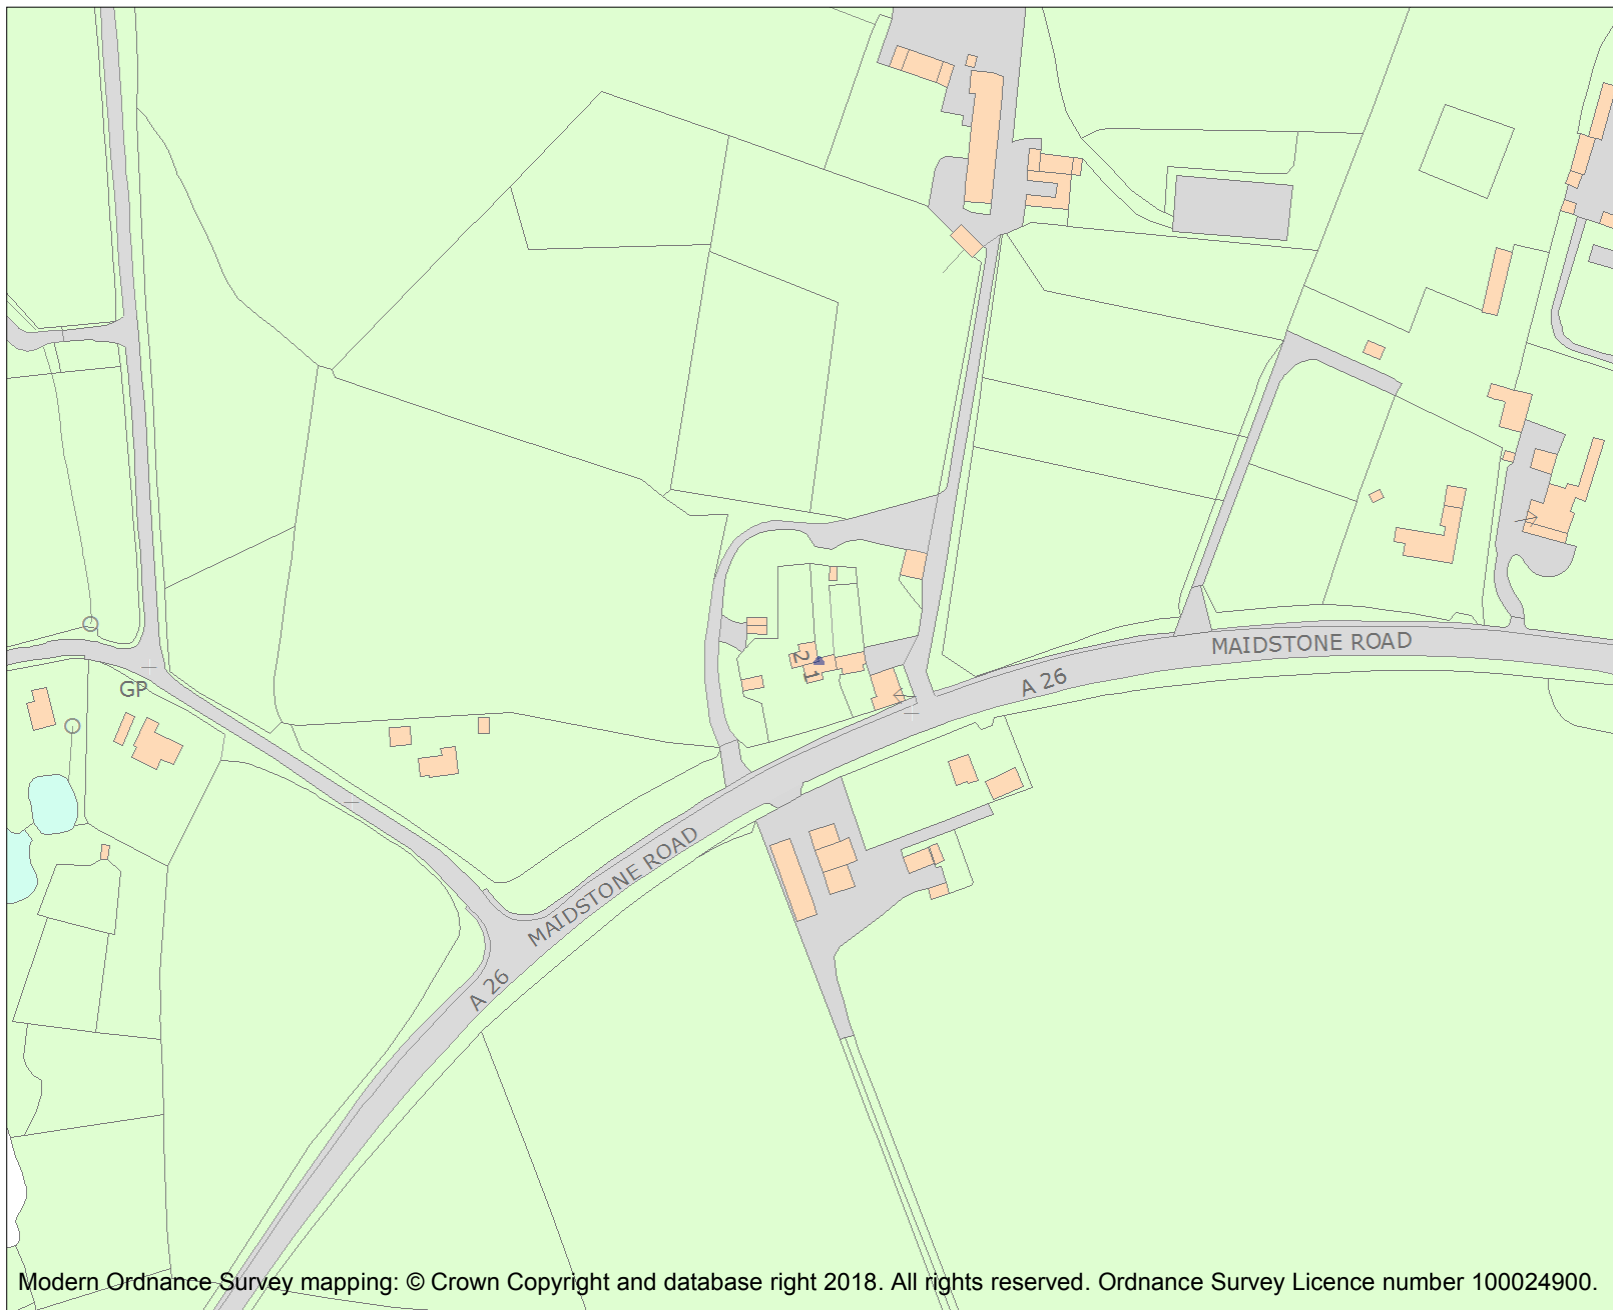 MAIDSTONE ROAD
A 26
2
1
GP
MAIDSTONE ROAD
A 26
Modern Ordnance Survey mapping: © Crown Copyright and database right 2018. All rights reserved. Ordnance Survey Licence number 100024900.